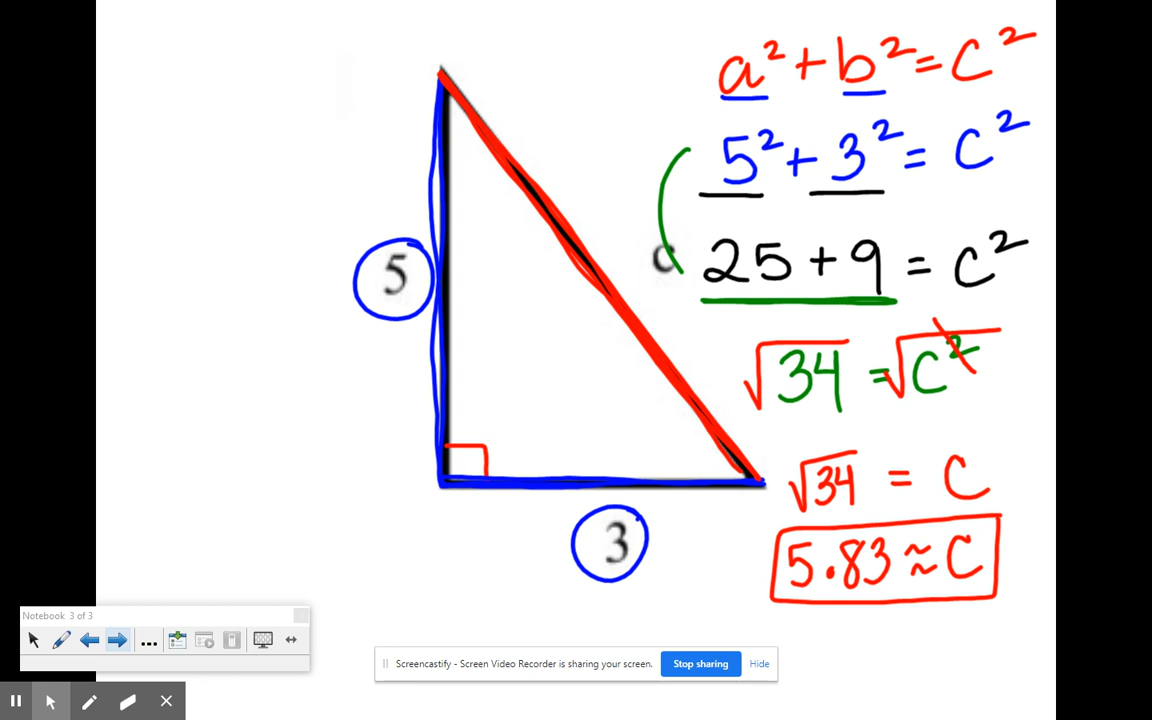 a² + b² = c²
5² + 3² = c²
c
25 + 9 = c²
5
√34 = √c²
√34 = c
3
5.83 ≈ c
Notebook 3 of 3
...
Screencastify - Screen Video Recorder is sharing your screen. Stop sharing Hide